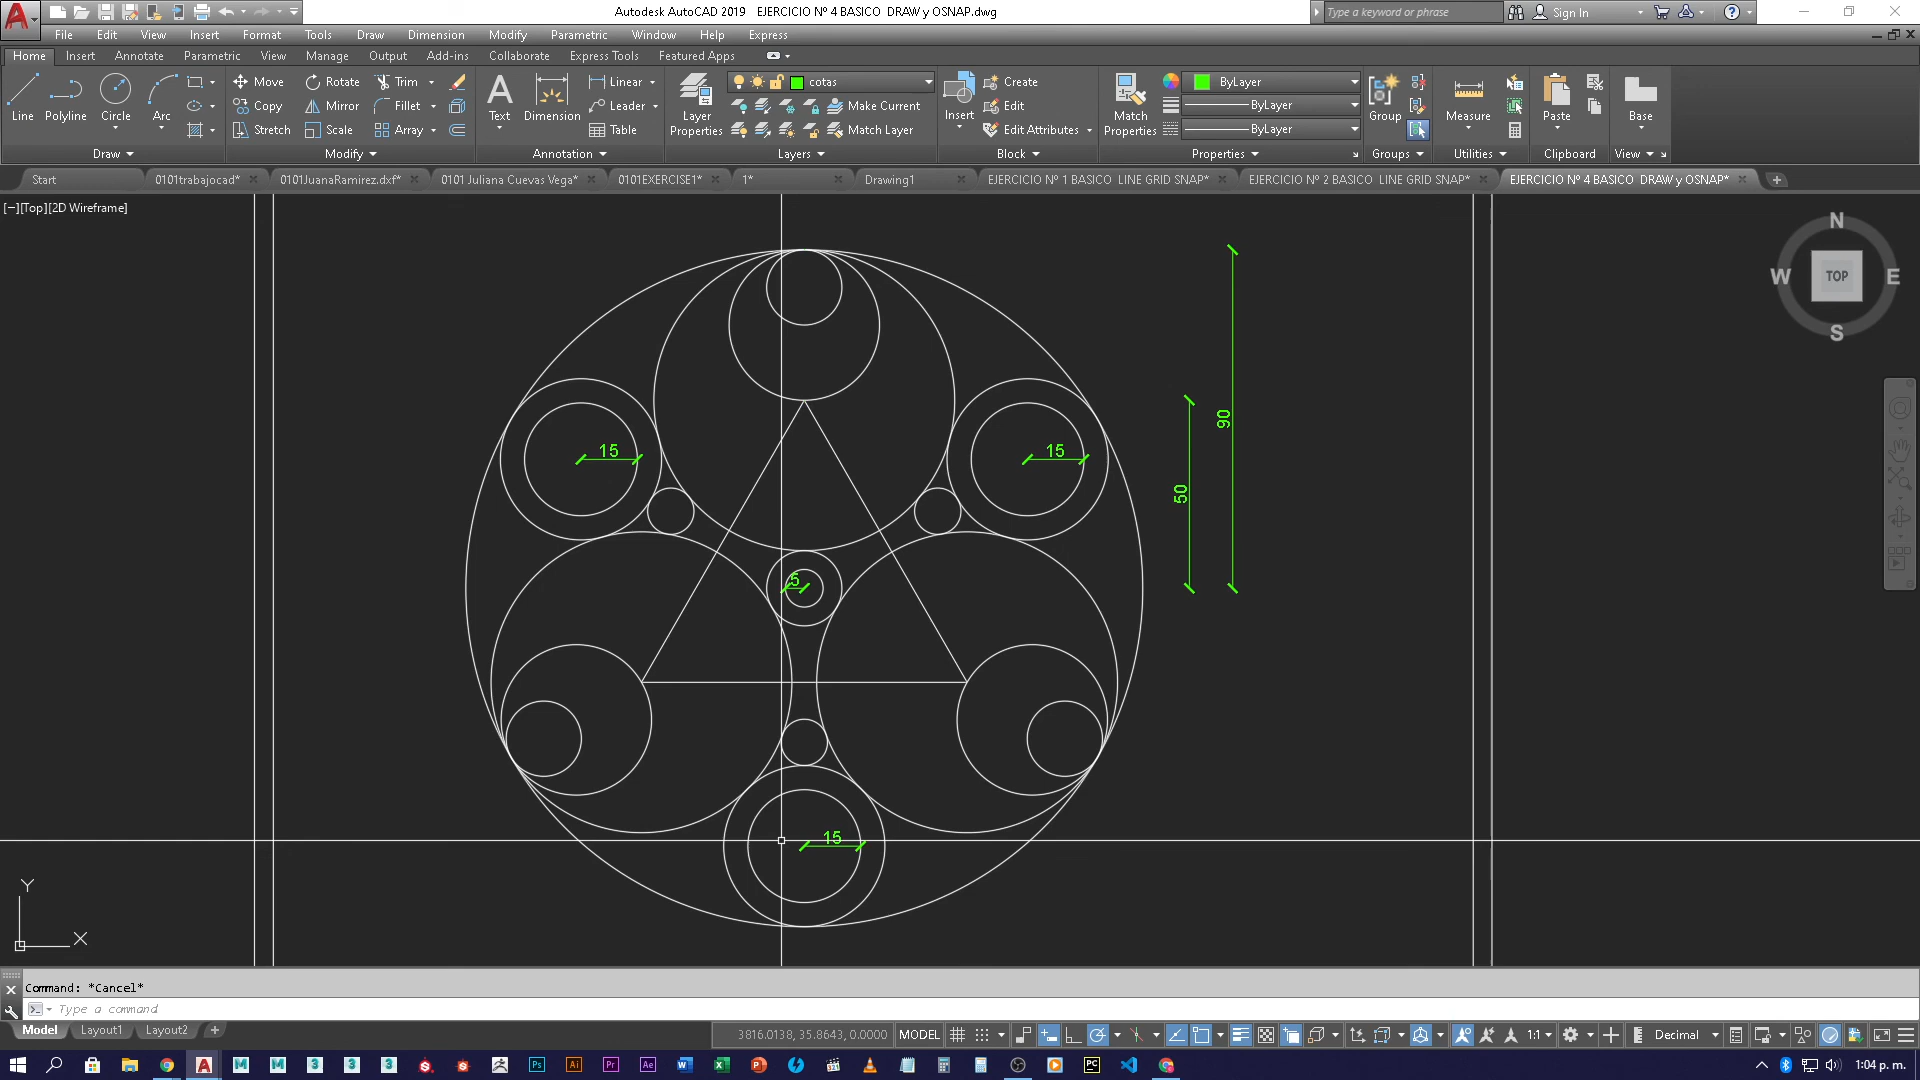 Autodesk AutoCAD 2019   EJERCICIO Nº 4 BASICO  DRAW y OSNAP.dwg
Type a keyword or phrase
Sign In
File Edit View Insert Format Tools Draw Dimension Modify Parametric Window Help Express
Home Insert Annotate Parametric View Manage Output Add-ins Collaborate Express Tools Featured Apps
Line
Polyline
Circle
Arc
Draw
Move
Rotate
Trim
Copy
Mirror
Fillet
Stretch
Scale
Array
Modify
Text
Dimension
Linear
Leader
Table
Annotation
Layer
Properties
cotas
Make Current
Match Layer
Layers
Insert
Create
Edit
Edit Attributes
Block
Match
Properties
ByLayer
ByLayer
ByLayer
Properties
Group
Groups
Measure
Utilities
Paste
Clipboard
Base
View
Start
0101trabajocad*
0101JuanaRamirez.dxf*
0101 Juliana Cuevas Vega*
0101EXERCISE1*
1*
Drawing1
EJERCICIO Nº 1 BASICO  LINE GRID SNAP*
EJERCICIO Nº 2 BASICO  LINE GRID SNAP*
EJERCICIO Nº 4 BASICO  DRAW y OSNAP*
[−][Top][2D Wireframe]
N
W
TOP
E
S
90
15
15
50
5
15
Y
X
Command: *Cancel*
Type a command
Model Layout1 Layout2
3816.0138, 35.8643, 0.0000
MODEL
1:1
Decimal
1:04 p. m.